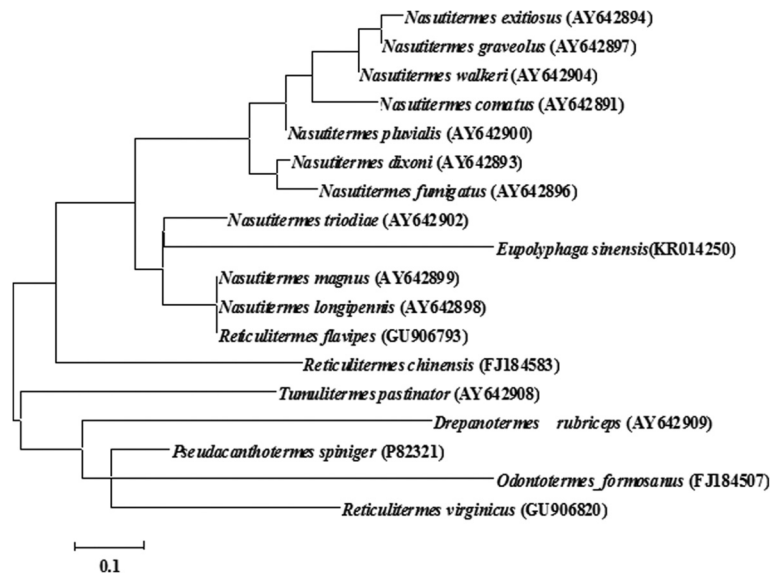 Nasutitermes exitiosus (AY642894)
Nasutitermes graveolus (AY642897)
Nasutitermes walkeri (AY642904)
Nasutitermes comatus (AY642891)
Nasutitermes pluvialis (AY642900)
Nasutitermes dixoni (AY642893)
Nasutitermes fumigatus (AY642896)
Nasutitermes triodiae (AY642902)
Eupolyphaga sinensis(KR014250)
Nasutitermes magnus (AY642899)
Nasutitermes longipennis (AY642898)
Reticulitermes flavipes (GU906793)
Reticulitermes chinensis (FJ184583)
Tumulitermes pastinator (AY642908)
Drepanotermes rubriceps (AY642909)
Pseudacanthotermes spiniger (P82321)
Odontotermes_formosanus (FJ184507)
Reticulitermes virginicus (GU906820)
0.1